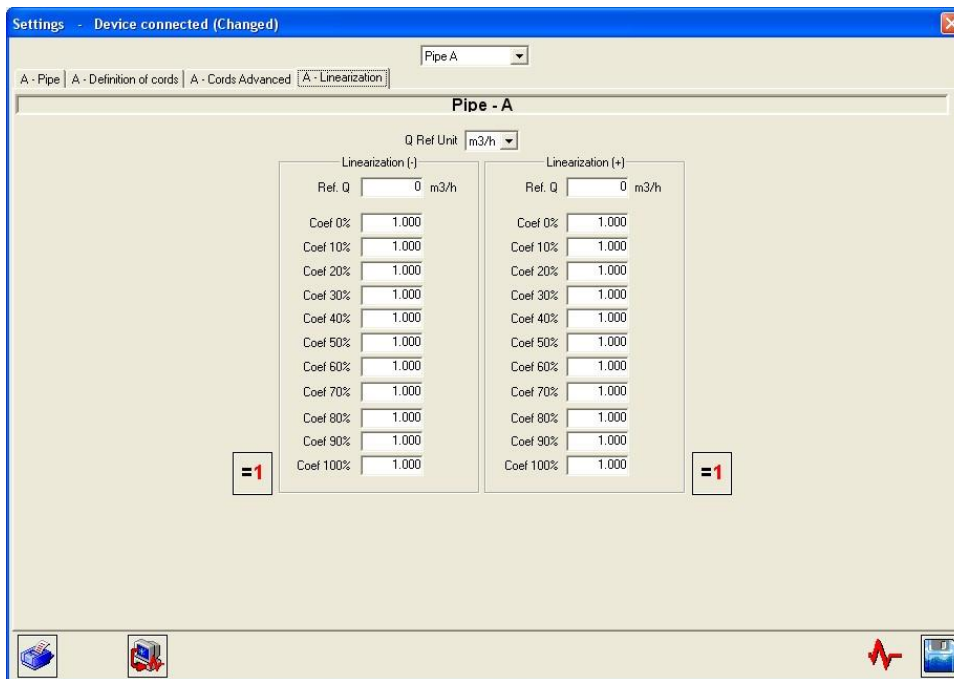 Settings - Device connected (Changed)
Pipe A
A - Pipe A - Definition of cords A - Cords Advanced A - Linearization
Pipe - A
Q Ref Unit m3/h
Linearization (-) Linearization (+)
Ref. Q 0 m3/h Ref. Q 0 m3/h
Coef 0% 1.000 Coef 0% 1.000
Coef 10% 1.000 Coef 10% 1.000
Coef 20% 1.000 Coef 20% 1.000
Coef 30% 1.000 Coef 30% 1.000
Coef 40% 1.000 Coef 40% 1.000
Coef 50% 1.000 Coef 50% 1.000
Coef 60% 1.000 Coef 60% 1.000
Coef 70% 1.000 Coef 70% 1.000
Coef 80% 1.000 Coef 80% 1.000
Coef 90% 1.000 Coef 90% 1.000
=1 Coef 100% 1.000 Coef 100% 1.000 =1